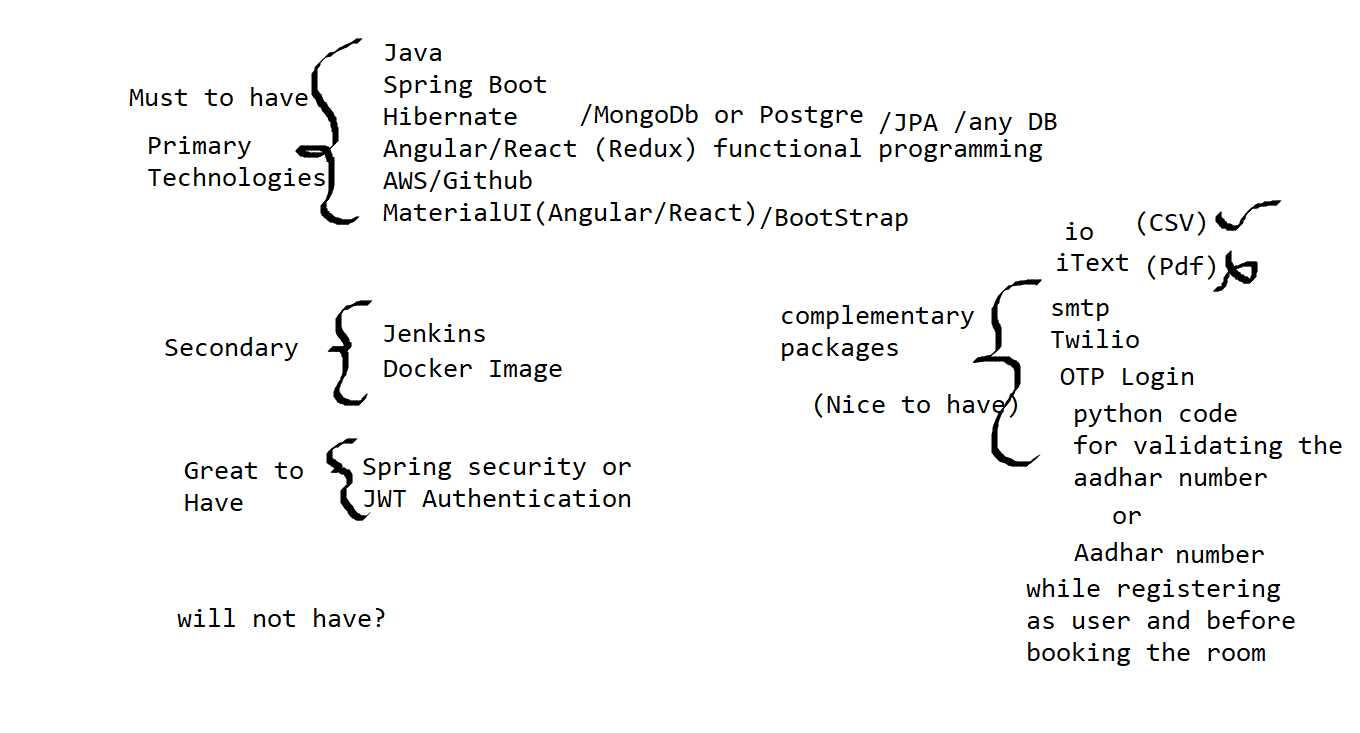 Java
Must to have
Spring Boot
Hibernate /MongoDb or Postgre /JPA /any DB
Primary
Technologies
Angular/React (Redux) functional programming
AWS/Github
MaterialUI(Angular/React)/BootStrap
Secondary
Jenkins
Docker Image
Great to
Have
Spring security or
JWT Authentication
will not have?
io (CSV)
iText (Pdf)
complementary
packages
(Nice to have)
smtp
Twilio
OTP Login
python code
for validating the
aadhar number
or
Aadhar number
while registering
as user and before
booking the room